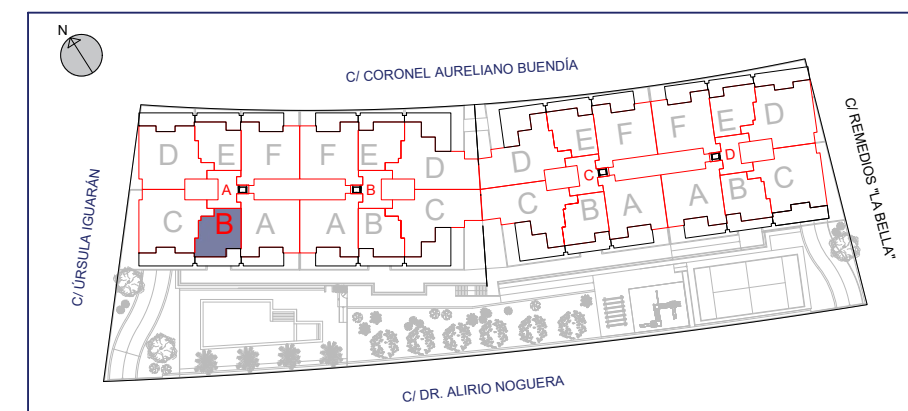 N
C/ CORONEL AURELIANO BUENDÍA
C/ REMEDIOS "LA BELLA"
C/ ÚRSULA IGUARÁN
D E F F E D D E F F E D
A B C D
C B A A B C C B A A B C
C/ DR. ALIRIO NOGUERA